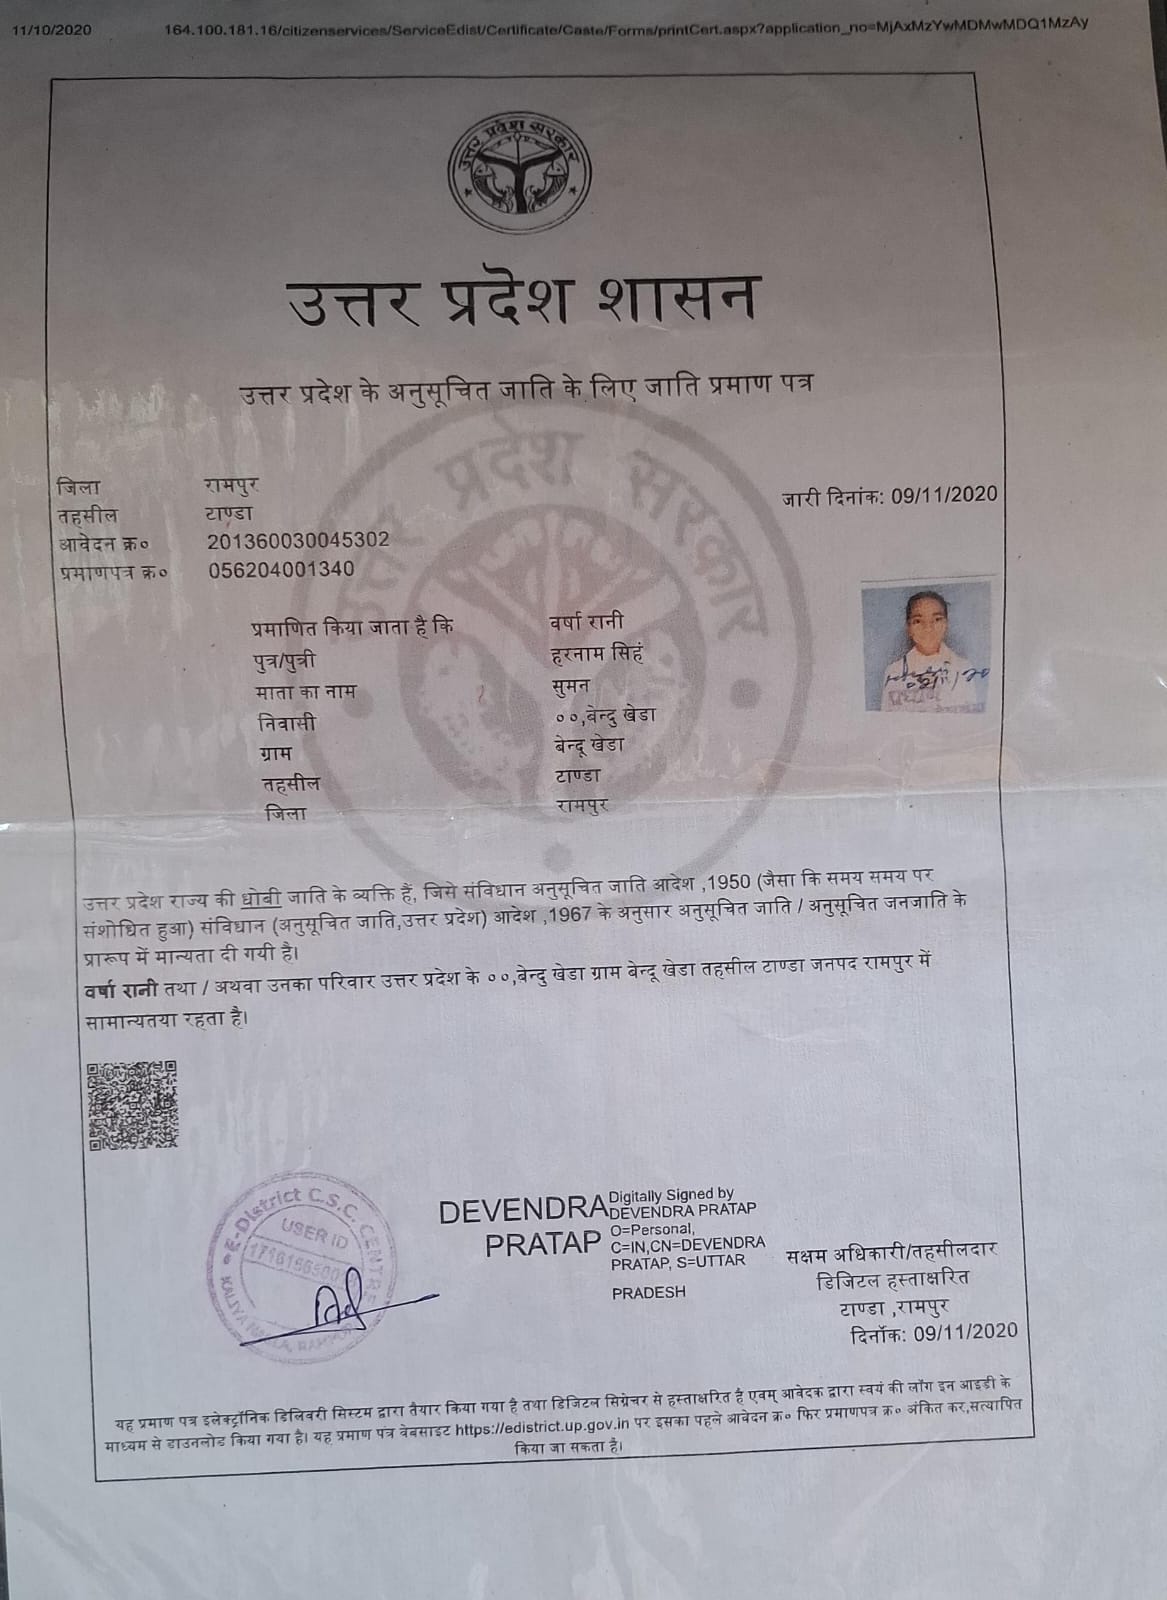 11/10/2020 164.100.181.16/citizenservices/ServiceEdist/Certificate/Caste/Forms/printCert.aspx?application_no=MjAxMzYwMDMwMDQ1MzAy
उत्तर प्रदेश सरकार
उत्तर प्रदेश शासन
उत्तर प्रदेश के अनुसूचित जाति के लिए जाति प्रमाण पत्र
उत्तर प्रदेश सरकार
जिला रामपुर
तहसील टाण्डा
जारी दिनांक: 09/11/2020
आवेदन क्र० 201360030045302
प्रमाणपत्र क्र० 056204001340
प्रमाणित किया जाता है कि वर्षा रानी
पुत्र/पुत्री हरनाम सिहं
माता का नाम सुमन
निवासी ००,बेन्दु खेडा
ग्राम बेन्दू खेडा
तहसील टाण्डा
जिला रामपुर
उत्तर प्रदेश राज्य की धोबी जाति के व्यक्ति हैं, जिसे संविधान अनुसूचित जाति आदेश ,1950 (जैसा कि समय समय पर
संशोधित हुआ) संविधान (अनुसूचित जाति,उत्तर प्रदेश) आदेश ,1967 के अनुसार अनुसूचित जाति / अनुसूचित जनजाति के
प्रारूप में मान्यता दी गयी है।
वर्षा रानी तथा / अथवा उनका परिवार उत्तर प्रदेश के ००,बेन्दु खेडा ग्राम बेन्दू खेडा तहसील टाण्डा जनपद रामपुर में
सामान्यतया रहता है।
E-District C.S.C. CENTRE
USER ID
DEVENDRA
PRATAP
Digitally Signed by
DEVENDRA PRATAP
O=Personal,
C=IN,CN=DEVENDRA
PRATAP, S=UTTAR
PRADESH
सक्षम अधिकारी/तहसीलदार
डिजिटल हस्ताक्षरित
टाण्डा ,रामपुर
दिनॉक: 09/11/2020
यह प्रमाण पत्र इलेक्ट्रॉनिक डिलिवरी सिस्टम द्वारा तैयार किया गया है तथा डिजिटल सिग्नेचर से हस्ताक्षरित है एवम् आवेदक द्वारा स्वयं की लॉग इन आइडी के
माध्यम से डाउनलोड किया गया है। यह प्रमाण पत्र वेबसाइट https://edistrict.up.gov.in पर इसका पहले आवेदन क्र० फिर प्रमाणपत्र क्र० अंकित कर,सत्यापित
किया जा सकता है।